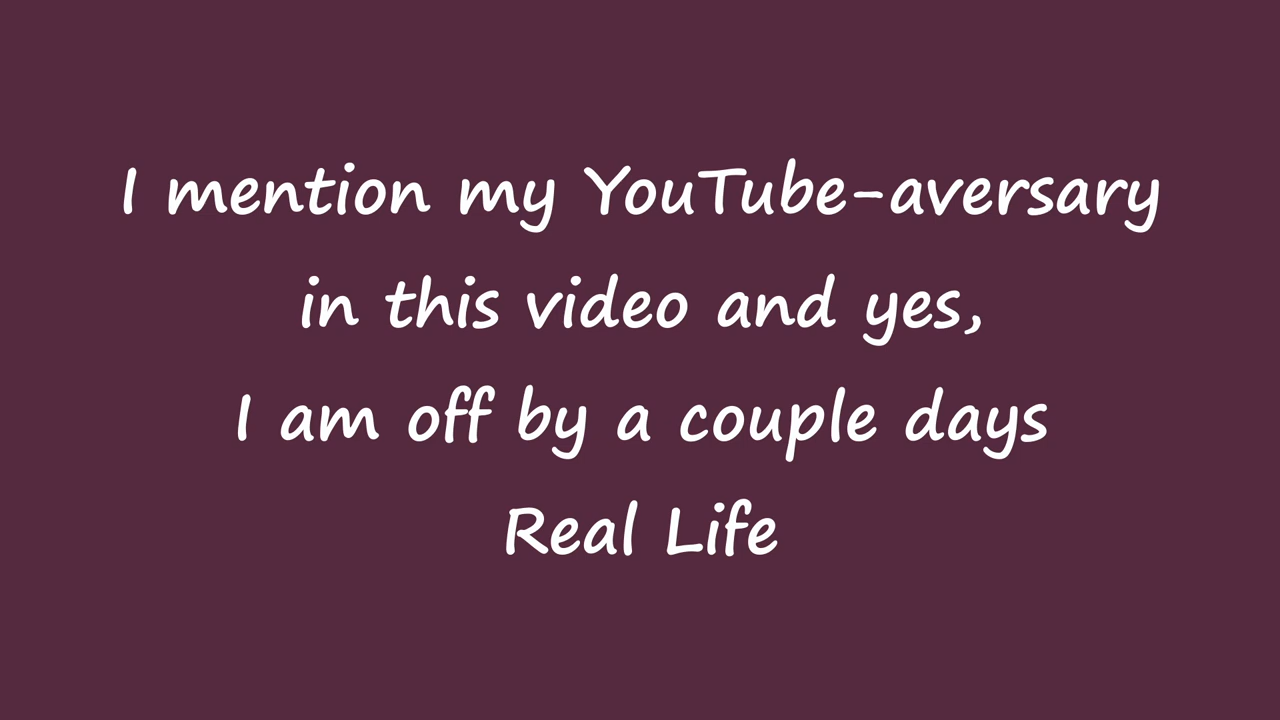 I mention my YouTube-aversary
in this video and yes,
I am off by a couple days
Real Life